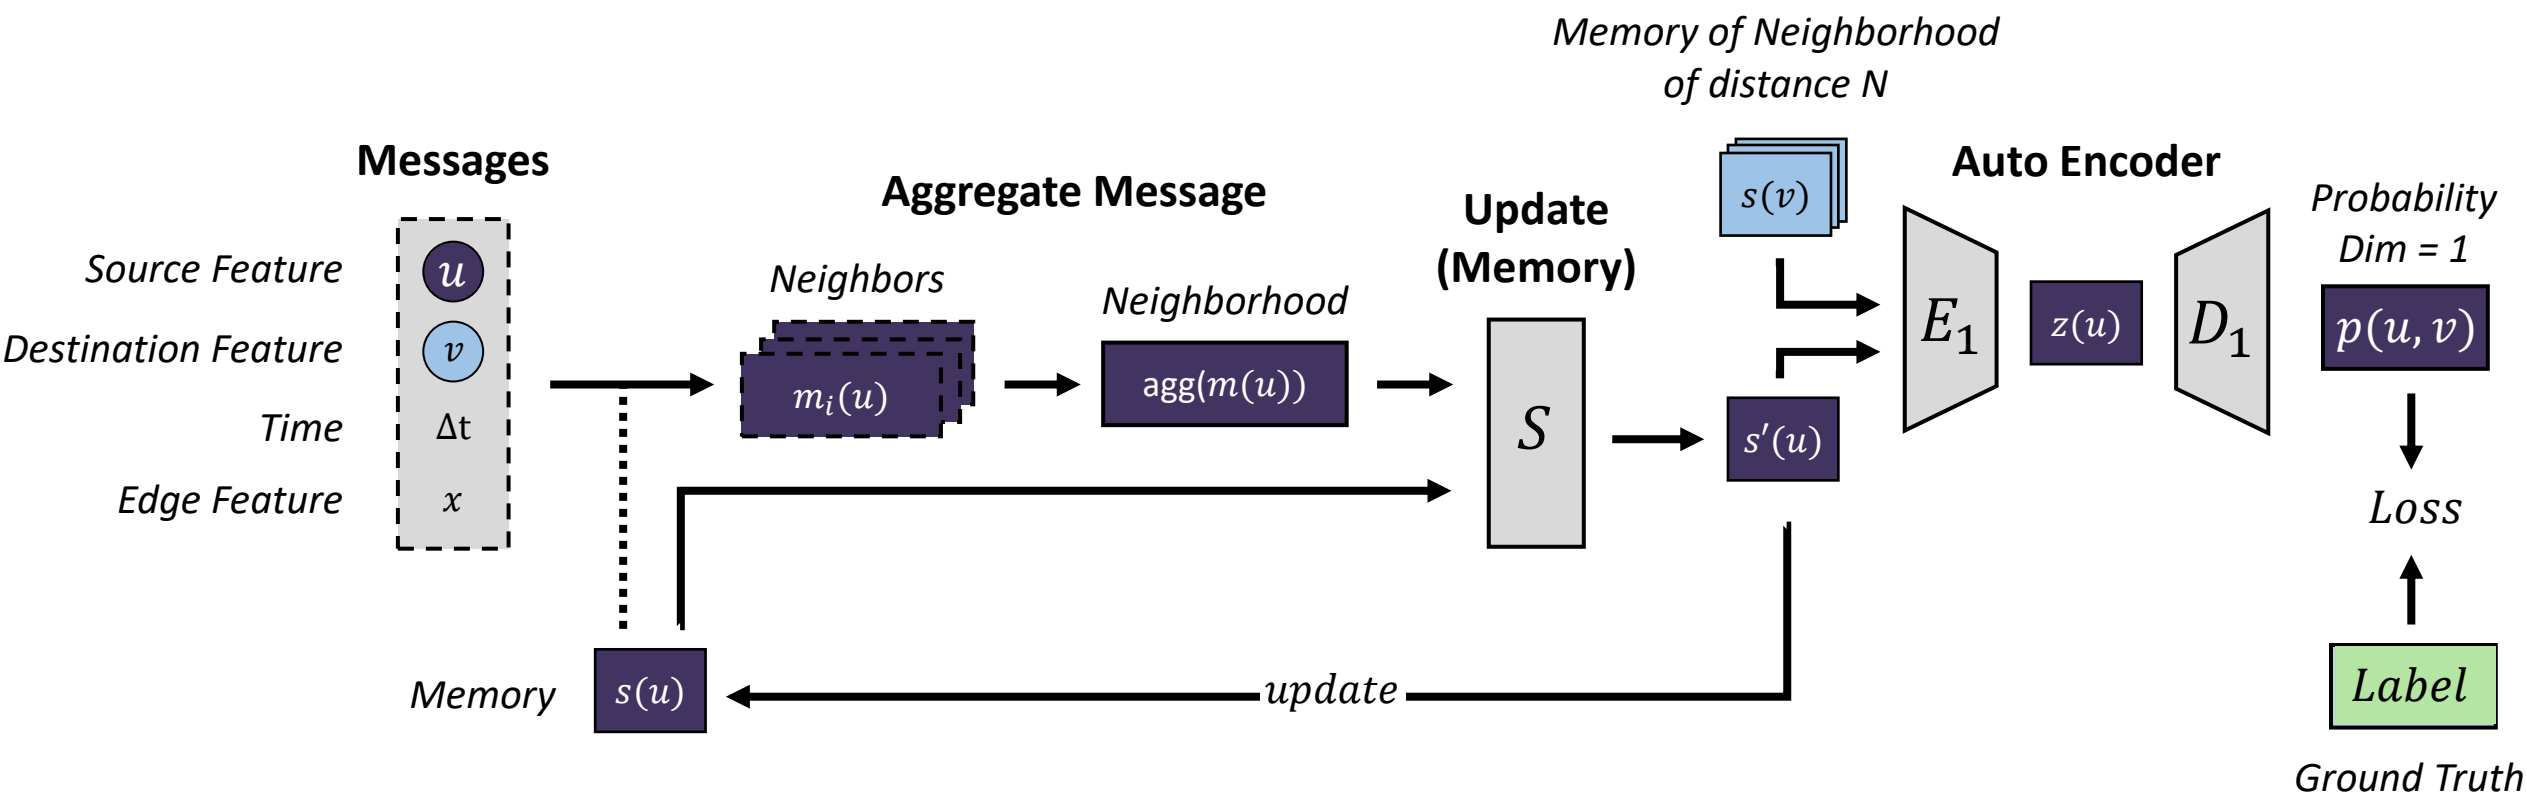 Messages
Source Feature
u
Destination Feature
v
Time
Δt
Edge Feature
x
Memory
s(u)
Aggregate Message
Neighbors
mᵢ(u)
Neighborhood
agg(m(u))
Update
(Memory)
S
s′(u)
update
Memory of Neighborhood
of distance N
s(v)
Auto Encoder
E₁
z(u)
D₁
Probability
Dim = 1
p(u, v)
Loss
Label
Ground Truth